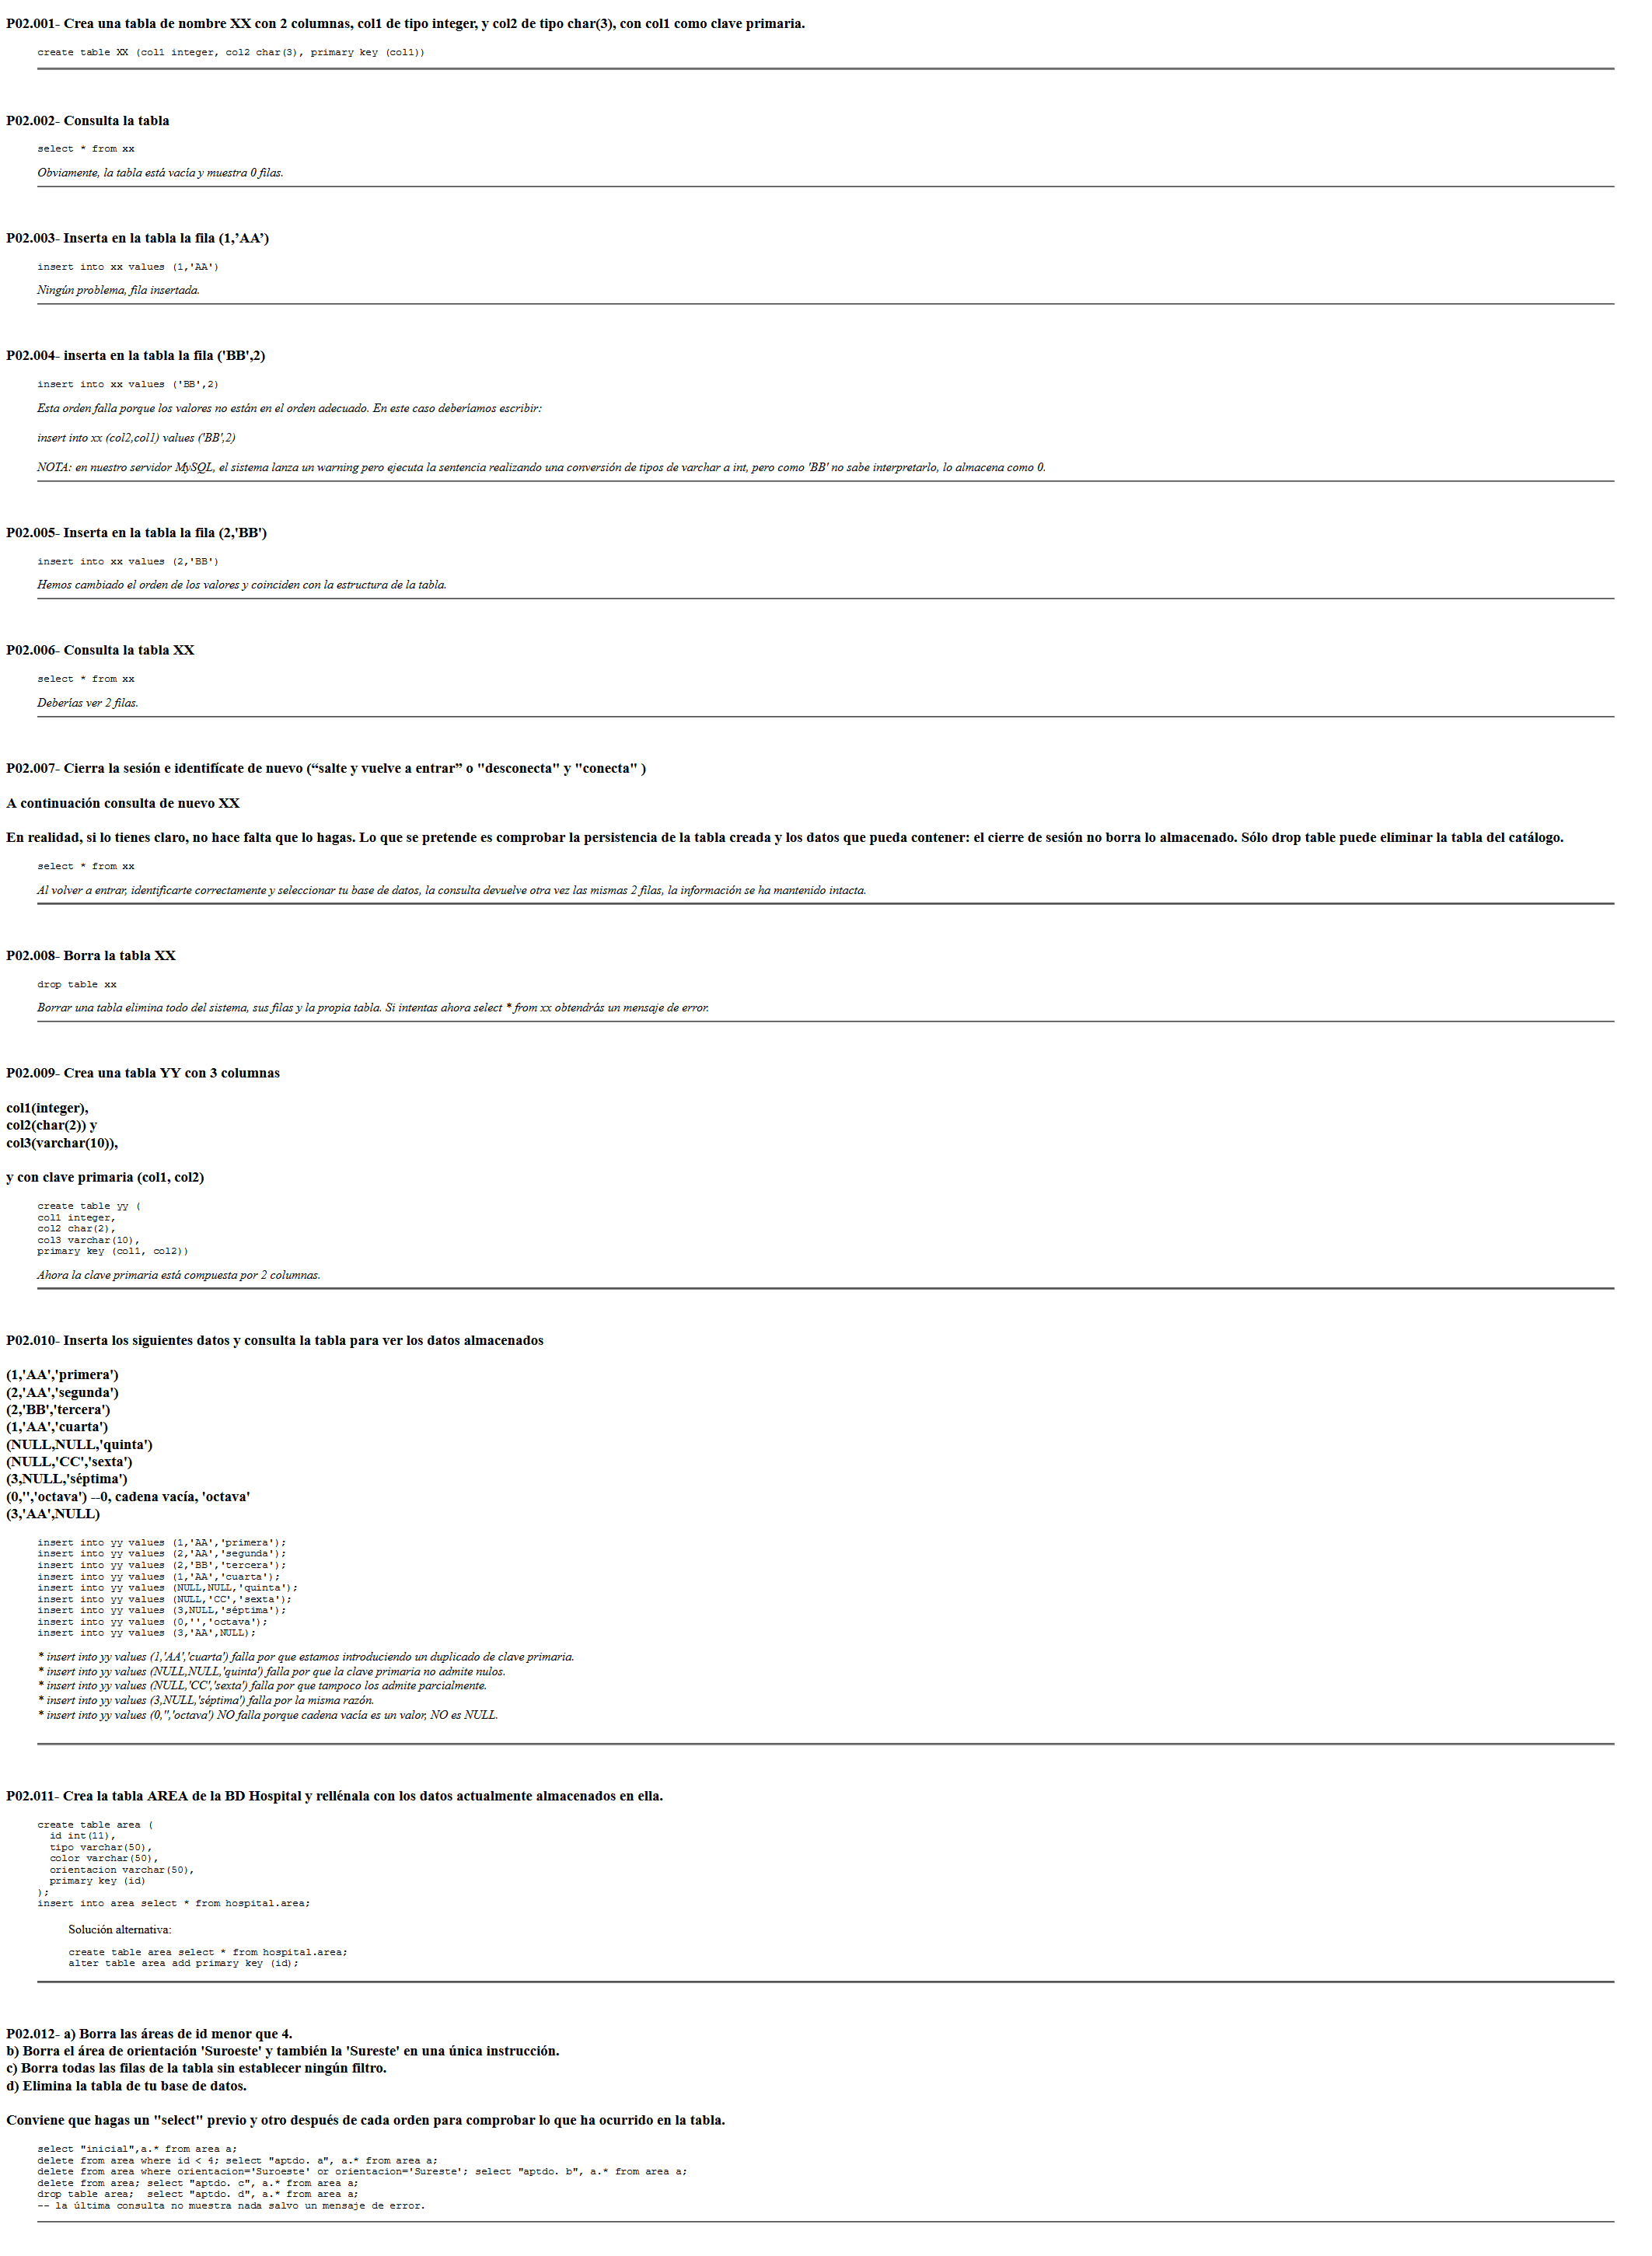 P02.001- Crea una tabla de nombre XX con 2 columnas, col1 de tipo integer, y col2 de tipo char(3), con col1 como clave primaria.
create table XX (col1 integer, col2 char(3), primary key (col1))
P02.002- Consulta la tabla
select * from xx
Obviamente, la tabla está vacía y muestra 0 filas.
P02.003- Inserta en la tabla la fila (1,’AA’)
insert into xx values (1,'AA')
Ningún problema, fila insertada.
P02.004- inserta en la tabla la fila ('BB',2)
insert into xx values ('BB',2)
Esta orden falla porque los valores no están en el orden adecuado. En este caso deberíamos escribir:
insert into xx (col2,col1) values ('BB',2)
NOTA: en nuestro servidor MySQL, el sistema lanza un warning pero ejecuta la sentencia realizando una conversión de tipos de varchar a int, pero como 'BB' no sabe interpretarlo, lo almacena como 0.
P02.005- Inserta en la tabla la fila (2,'BB')
insert into xx values (2,'BB')
Hemos cambiado el orden de los valores y coinciden con la estructura de la tabla.
P02.006- Consulta la tabla XX
select * from xx
Deberías ver 2 filas.
P02.007- Cierra la sesión e identifícate de nuevo (“salte y vuelve a entrar” o "desconecta" y "conecta" )
A continuación consulta de nuevo XX
En realidad, si lo tienes claro, no hace falta que lo hagas. Lo que se pretende es comprobar la persistencia de la tabla creada y los datos que pueda contener: el cierre de sesión no borra lo almacenado. Sólo drop table puede eliminar la tabla del catálogo.
select * from xx
Al volver a entrar, identificarte correctamente y seleccionar tu base de datos, la consulta devuelve otra vez las mismas 2 filas, la información se ha mantenido intacta.
P02.008- Borra la tabla XX
drop table xx
Borrar una tabla elimina todo del sistema, sus filas y la propia tabla. Si intentas ahora select * from xx obtendrás un mensaje de error.
P02.009- Crea una tabla YY con 3 columnas
col1(integer),
col2(char(2)) y
col3(varchar(10)),
y con clave primaria (col1, col2)
create table yy (
col1 integer,
col2 char(2),
col3 varchar(10),
primary key (col1, col2))
Ahora la clave primaria está compuesta por 2 columnas.
P02.010- Inserta los siguientes datos y consulta la tabla para ver los datos almacenados
(1,'AA','primera')
(2,'AA','segunda')
(2,'BB','tercera')
(1,'AA','cuarta')
(NULL,NULL,'quinta')
(NULL,'CC','sexta')
(3,NULL,'séptima')
(0,'','octava') --0, cadena vacía, 'octava'
(3,'AA',NULL)
insert into yy values (1,'AA','primera');
insert into yy values (2,'AA','segunda');
insert into yy values (2,'BB','tercera');
insert into yy values (1,'AA','cuarta');
insert into yy values (NULL,NULL,'quinta');
insert into yy values (NULL,'CC','sexta');
insert into yy values (3,NULL,'séptima');
insert into yy values (0,'','octava');
insert into yy values (3,'AA',NULL);
* insert into yy values (1,'AA','cuarta') falla por que estamos introduciendo un duplicado de clave primaria.
* insert into yy values (NULL,NULL,'quinta') falla por que la clave primaria no admite nulos.
* insert into yy values (NULL,'CC','sexta') falla por que tampoco los admite parcialmente.
* insert into yy values (3,NULL,'séptima') falla por la misma razón.
* insert into yy values (0,'','octava') NO falla porque cadena vacía es un valor, NO es NULL.
P02.011- Crea la tabla AREA de la BD Hospital y rellénala con los datos actualmente almacenados en ella.
create table area (
id int(11),
tipo varchar(50),
color varchar(50),
orientacion varchar(50),
primary key (id)
);
insert into area select * from hospital.area;
Solución alternativa:
create table area select * from hospital.area;
alter table area add primary key (id);
P02.012- a) Borra las áreas de id menor que 4.
b) Borra el área de orientación 'Suroeste' y también la 'Sureste' en una única instrucción.
c) Borra todas las filas de la tabla sin establecer ningún filtro.
d) Elimina la tabla de tu base de datos.
Conviene que hagas un "select" previo y otro después de cada orden para comprobar lo que ha ocurrido en la tabla.
select "inicial",a.* from area a;
delete from area where id < 4; select "aptdo. a", a.* from area a;
delete from area where orientacion='Suroeste' or orientacion='Sureste'; select "aptdo. b", a.* from area a;
delete from area; select "aptdo. c", a.* from area a;
drop table area;  select "aptdo. d", a.* from area a;
-- la última consulta no muestra nada salvo un mensaje de error.